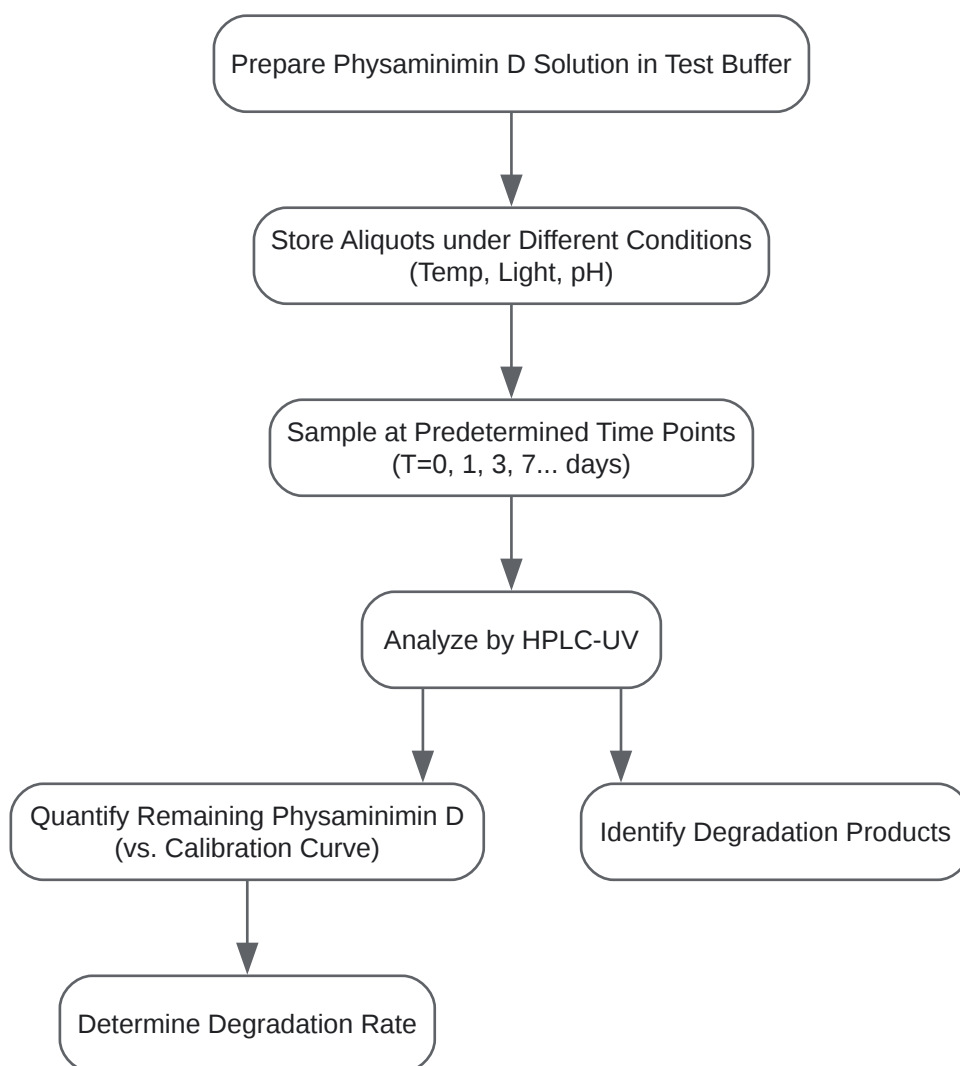 Prepare Physaminimin D Solution in Test Buffer
Store Aliquots under Different Conditions
(Temp, Light, pH)
Sample at Predetermined Time Points
(T=0, 1, 3, 7... days)
Analyze by HPLC-UV
Quantify Remaining Physaminimin D
(vs. Calibration Curve)
Identify Degradation Products
Determine Degradation Rate